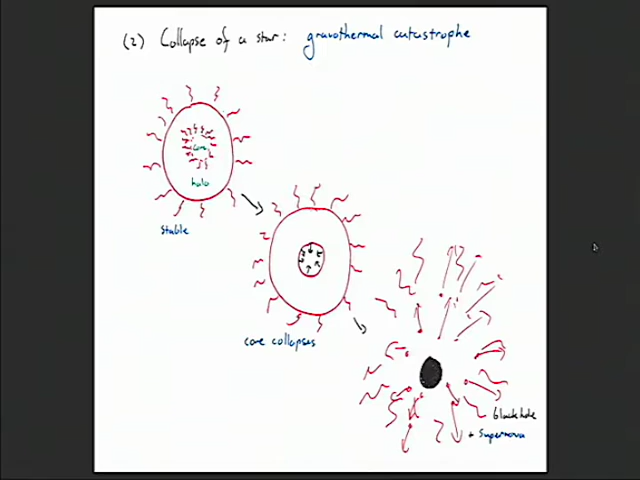 (2) Collapse of a star: gravothermal catastrophe
core
halo
stable
core collapses
black hole
+ Supernova